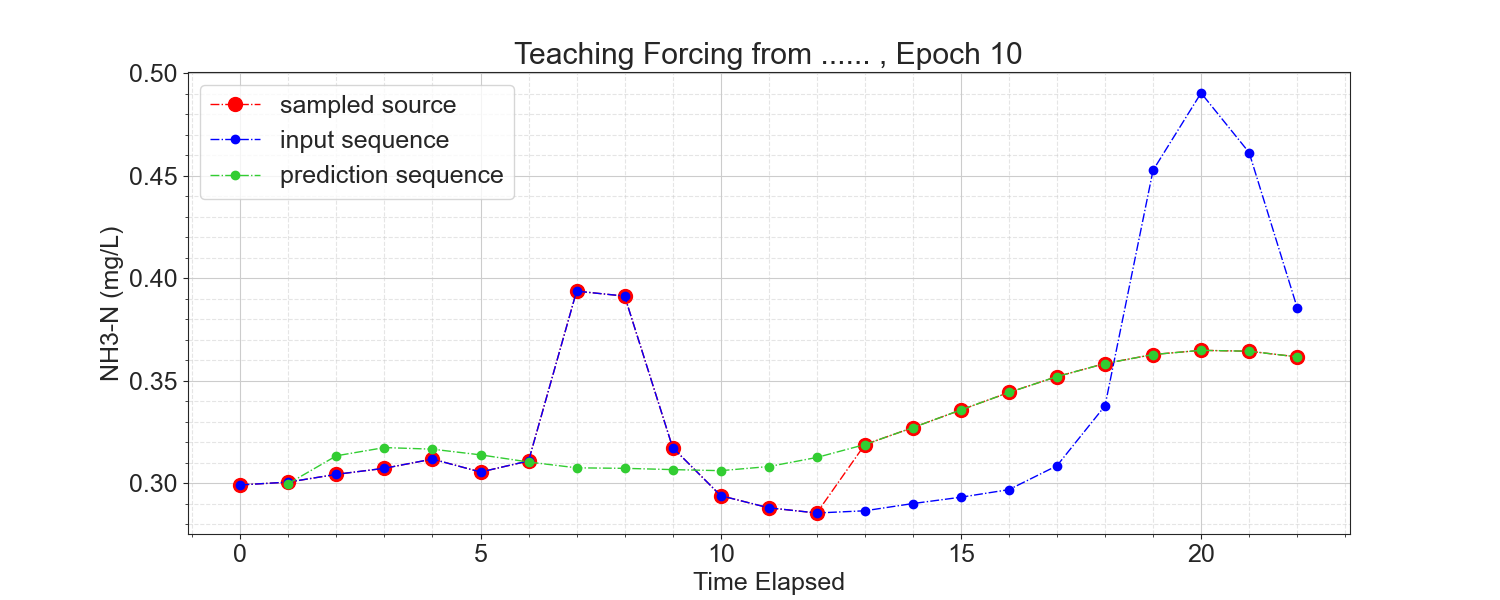 Teaching Forcing from ...... , Epoch 10
0.50
0.45
0.40
0.35
0.30
NH3-N (mg/L)
sampled source
input sequence
prediction sequence
0
5
10
15
20
Time Elapsed